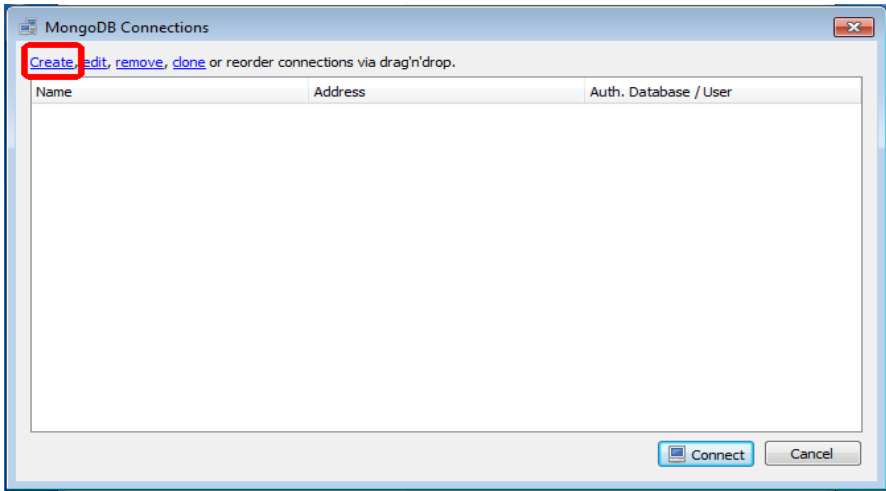 MongoDB Connections
Create, edit, remove, clone or reorder connections via drag'n'drop.
Name Address Auth. Database / User
Connect Cancel